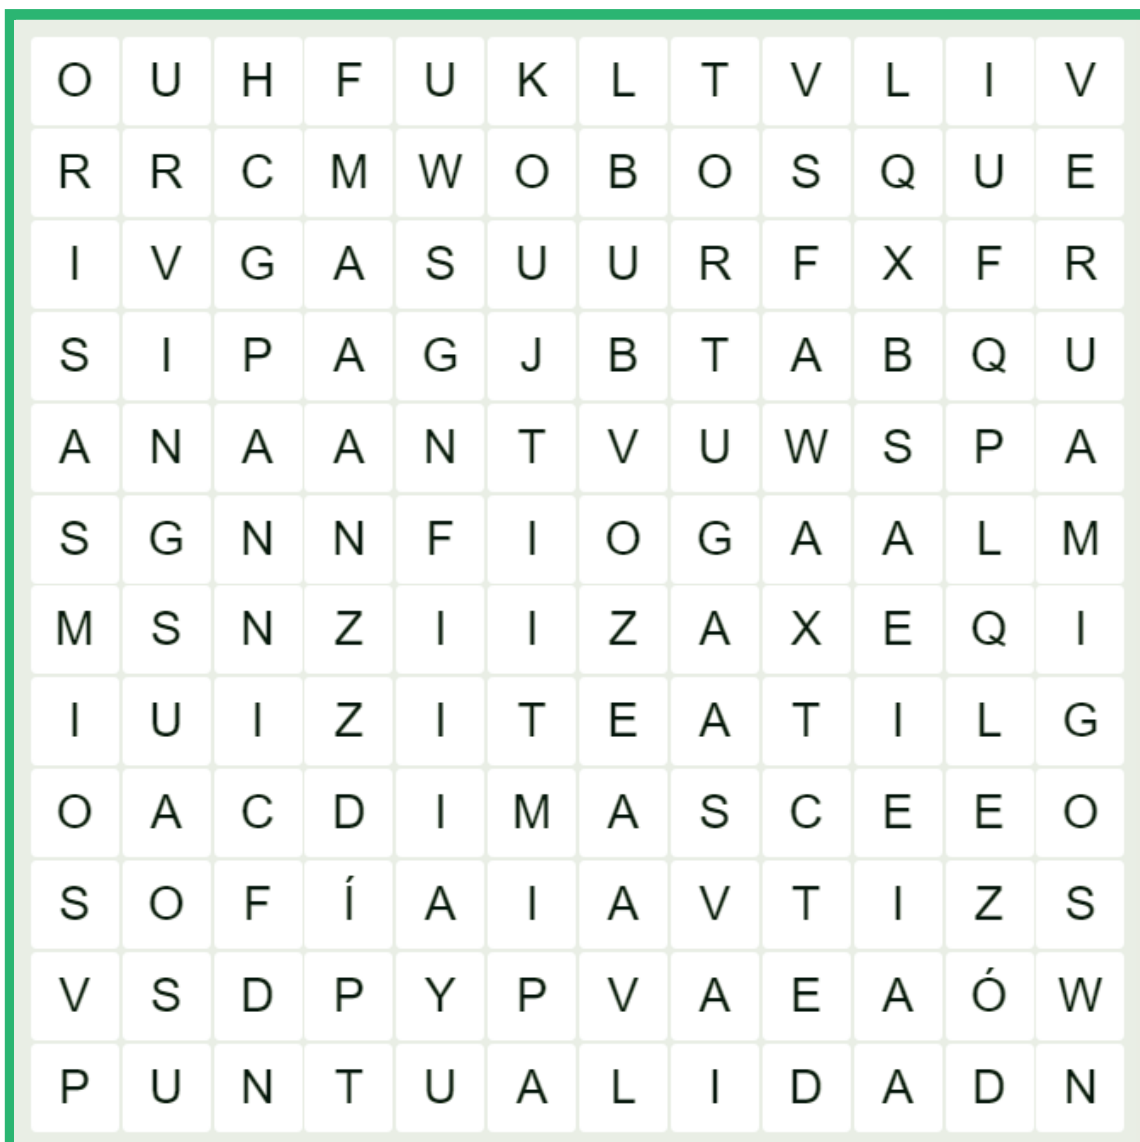 O U H F U K L T V L I V
R R C M W O B O S Q U E
I V G A S U U R F X F R
S I P A G J B T A B Q U
A N A A N T V U W S P A
S G N N F I O G A A L M
M S N Z I I Z A X E Q I
I U I Z I T E A T I L G
O A C D I M A S C E E O
S O F Í A I A V T I Z S
V S D P Y P V A E A Ó W
P U N T U A L I D A D N